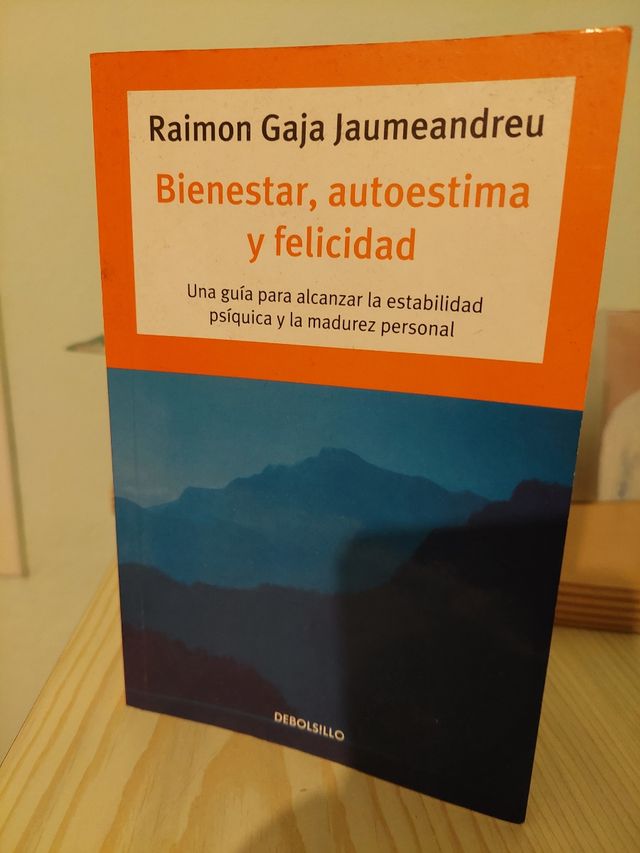 Raimon Gaja Jaumeandreu
Bienestar, autoestima
y felicidad
Una guía para alcanzar la estabilidad
psíquica y la madurez personal
DEBOLSILLO